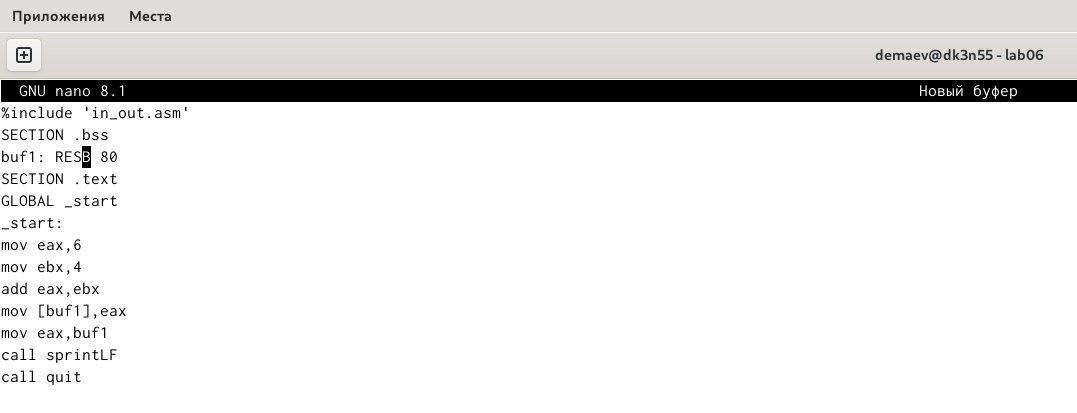 Приложения Места
demaev@dk3n55 - lab06
GNU nano 8.1 Новый буфер
%include 'in_out.asm'
SECTION .bss
buf1: RESB 80
SECTION .text
GLOBAL _start
_start:
mov eax,6
mov ebx,4
add eax,ebx
mov [buf1],eax
mov eax,buf1
call sprintLF
call quit